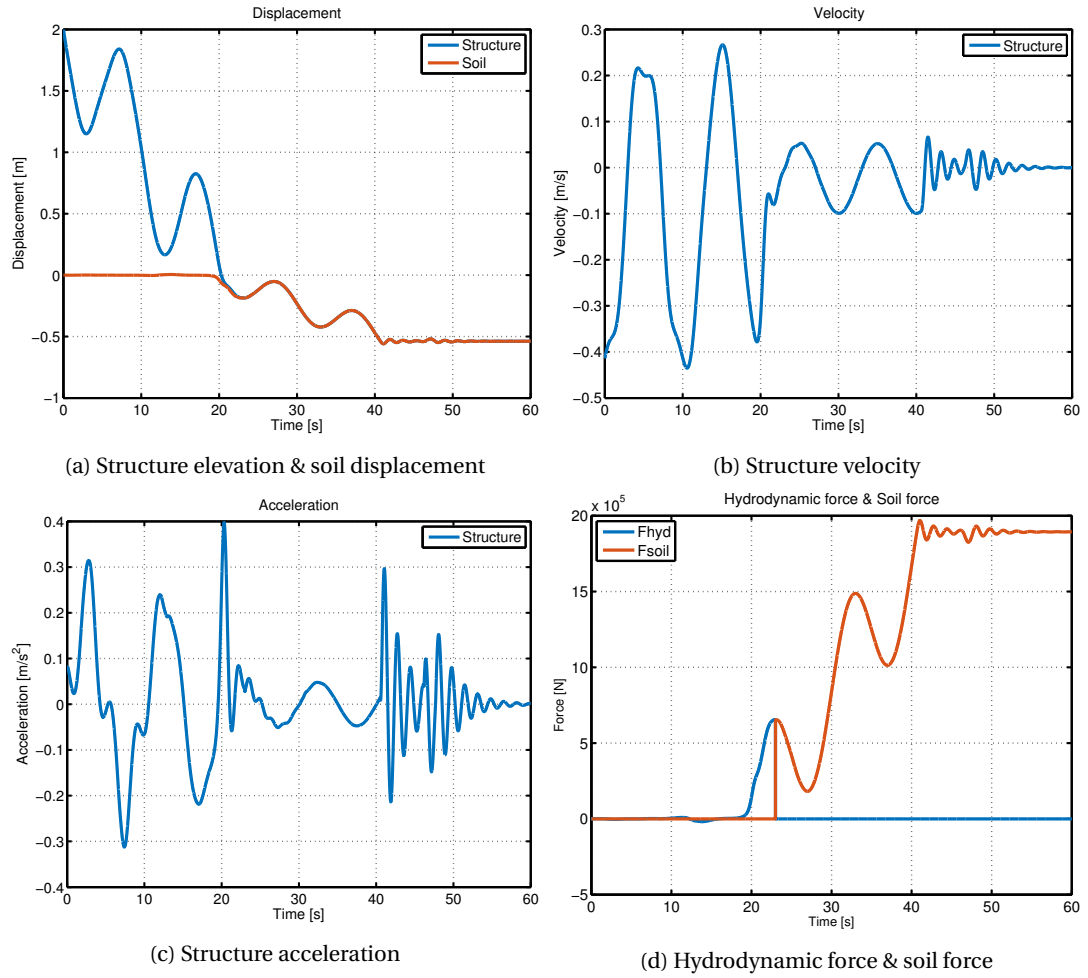 Displacement
Structure
Soil
2
1.5
1
0.5
0
−0.5
−1
Displacement [m]
0 10 20 30 40 50 60
Time [s]
(a) Structure elevation & soil displacement
Velocity
Structure
0.3
0.2
0.1
0
−0.1
−0.2
−0.3
−0.4
−0.5
Velocity [m/s]
0 10 20 30 40 50 60
Time [s]
(b) Structure velocity
Acceleration
Structure
0.4
0.3
0.2
0.1
0
−0.1
−0.2
−0.3
−0.4
Acceleration [m/s²]
0 10 20 30 40 50 60
Time [s]
(c) Structure acceleration
Hydrodynamic force & Soil force
x 10⁵
Fhyd
Fsoil
20
15
10
5
0
−5
Force [N]
0 10 20 30 40 50 60
Time [s]
(d) Hydrodynamic force & soil force